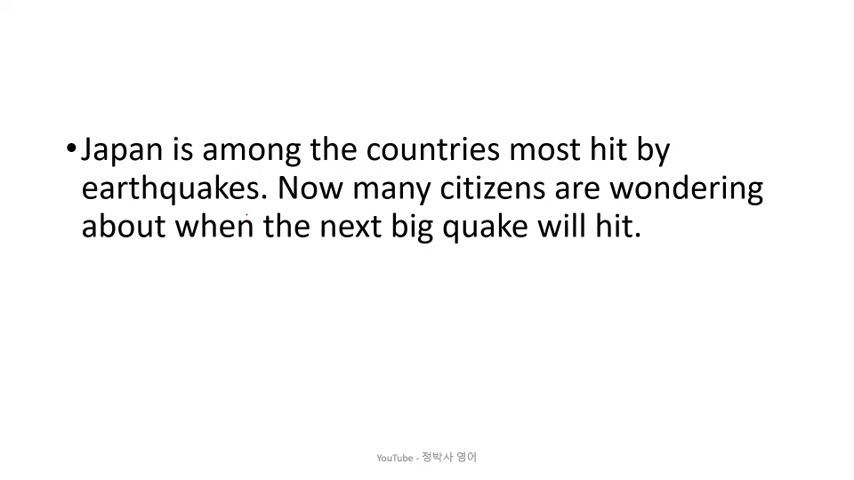 •Japan is among the countries most hit by
earthquakes. Now many citizens are wondering
about when the next big quake will hit.
YouTube - 정박사 영어